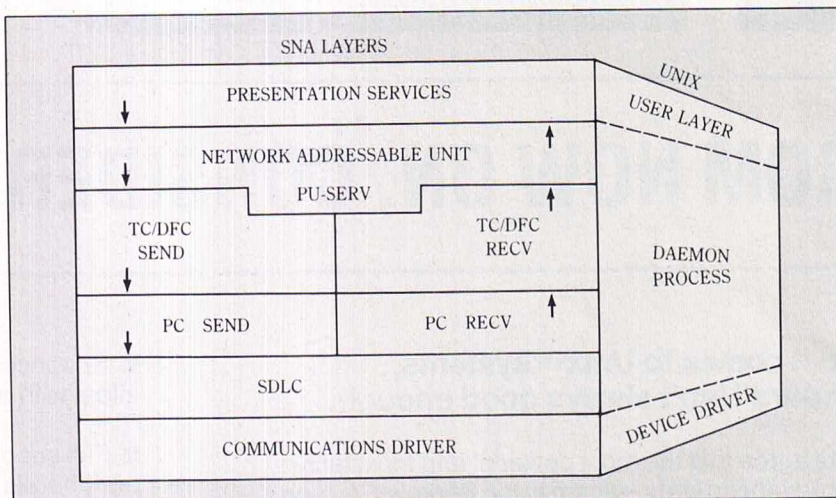 SNA LAYERS
UNIX
PRESENTATION SERVICES
USER LAYER
NETWORK ADDRESSABLE UNIT
PU-SERV
TC/DFC
SEND
TC/DFC
RECV
DAEMON
PROCESS
PC SEND
PC RECV
SDLC
DEVICE DRIVER
COMMUNICATIONS DRIVER